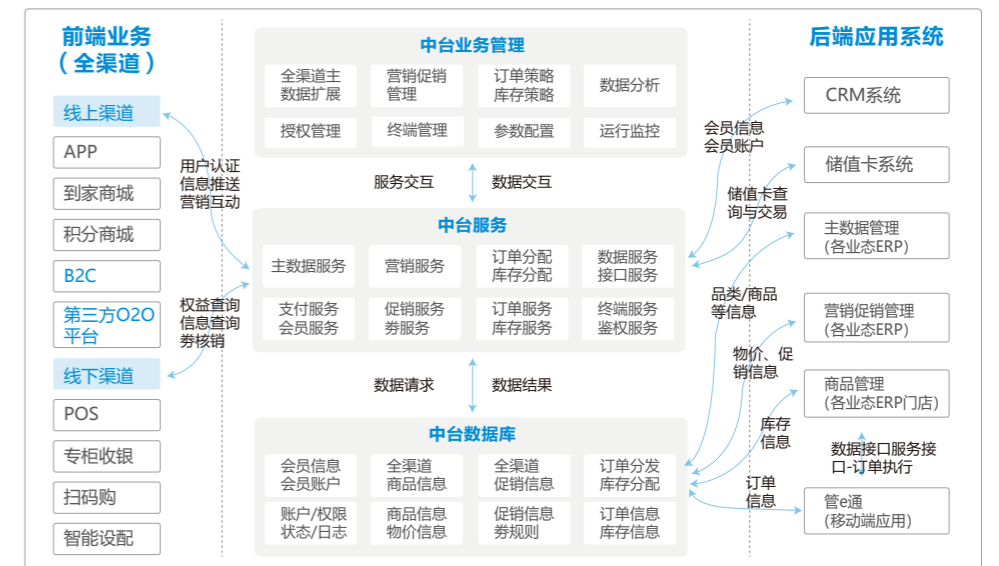 前端业务
（全渠道）
线上渠道
APP
到家商城
积分商城
B2C
第三方O2O
平台
线下渠道
POS
专柜收银
扫码购
智能设配
用户认证
信息推送
营销互动
权益查询
信息查询
劵核销
中台业务管理
全渠道主
数据扩展
营销促销
管理
订单策略
库存策略
数据分析
授权管理
终端管理
参数配置
运行监控
服务交互
数据交互
中台服务
主数据服务
营销服务
订单分配
库存分配
数据服务
接口服务
支付服务
会员服务
促销服务
劵服务
订单服务
库存服务
终端服务
鉴权服务
数据请求
数据结果
中台数据库
会员信息
会员账户
全渠道
商品信息
全渠道
促销信息
订单分发
库存分配
账户/权限
状态/日志
商品信息
物价信息
促销信息
劵规则
订单信息
库存信息
会员信息
会员账户
储值卡查
询与交易
品类/商品
等信息
物价、促
销信息
库存
信息
订单
信息
后端应用系统
CRM系统
储值卡系统
主数据管理
(各业态ERP)
营销促销管理
(各业态ERP)
商品管理
(各业态ERP门店)
数据接口服务接
口-订单执行
管e通
(移动端应用)